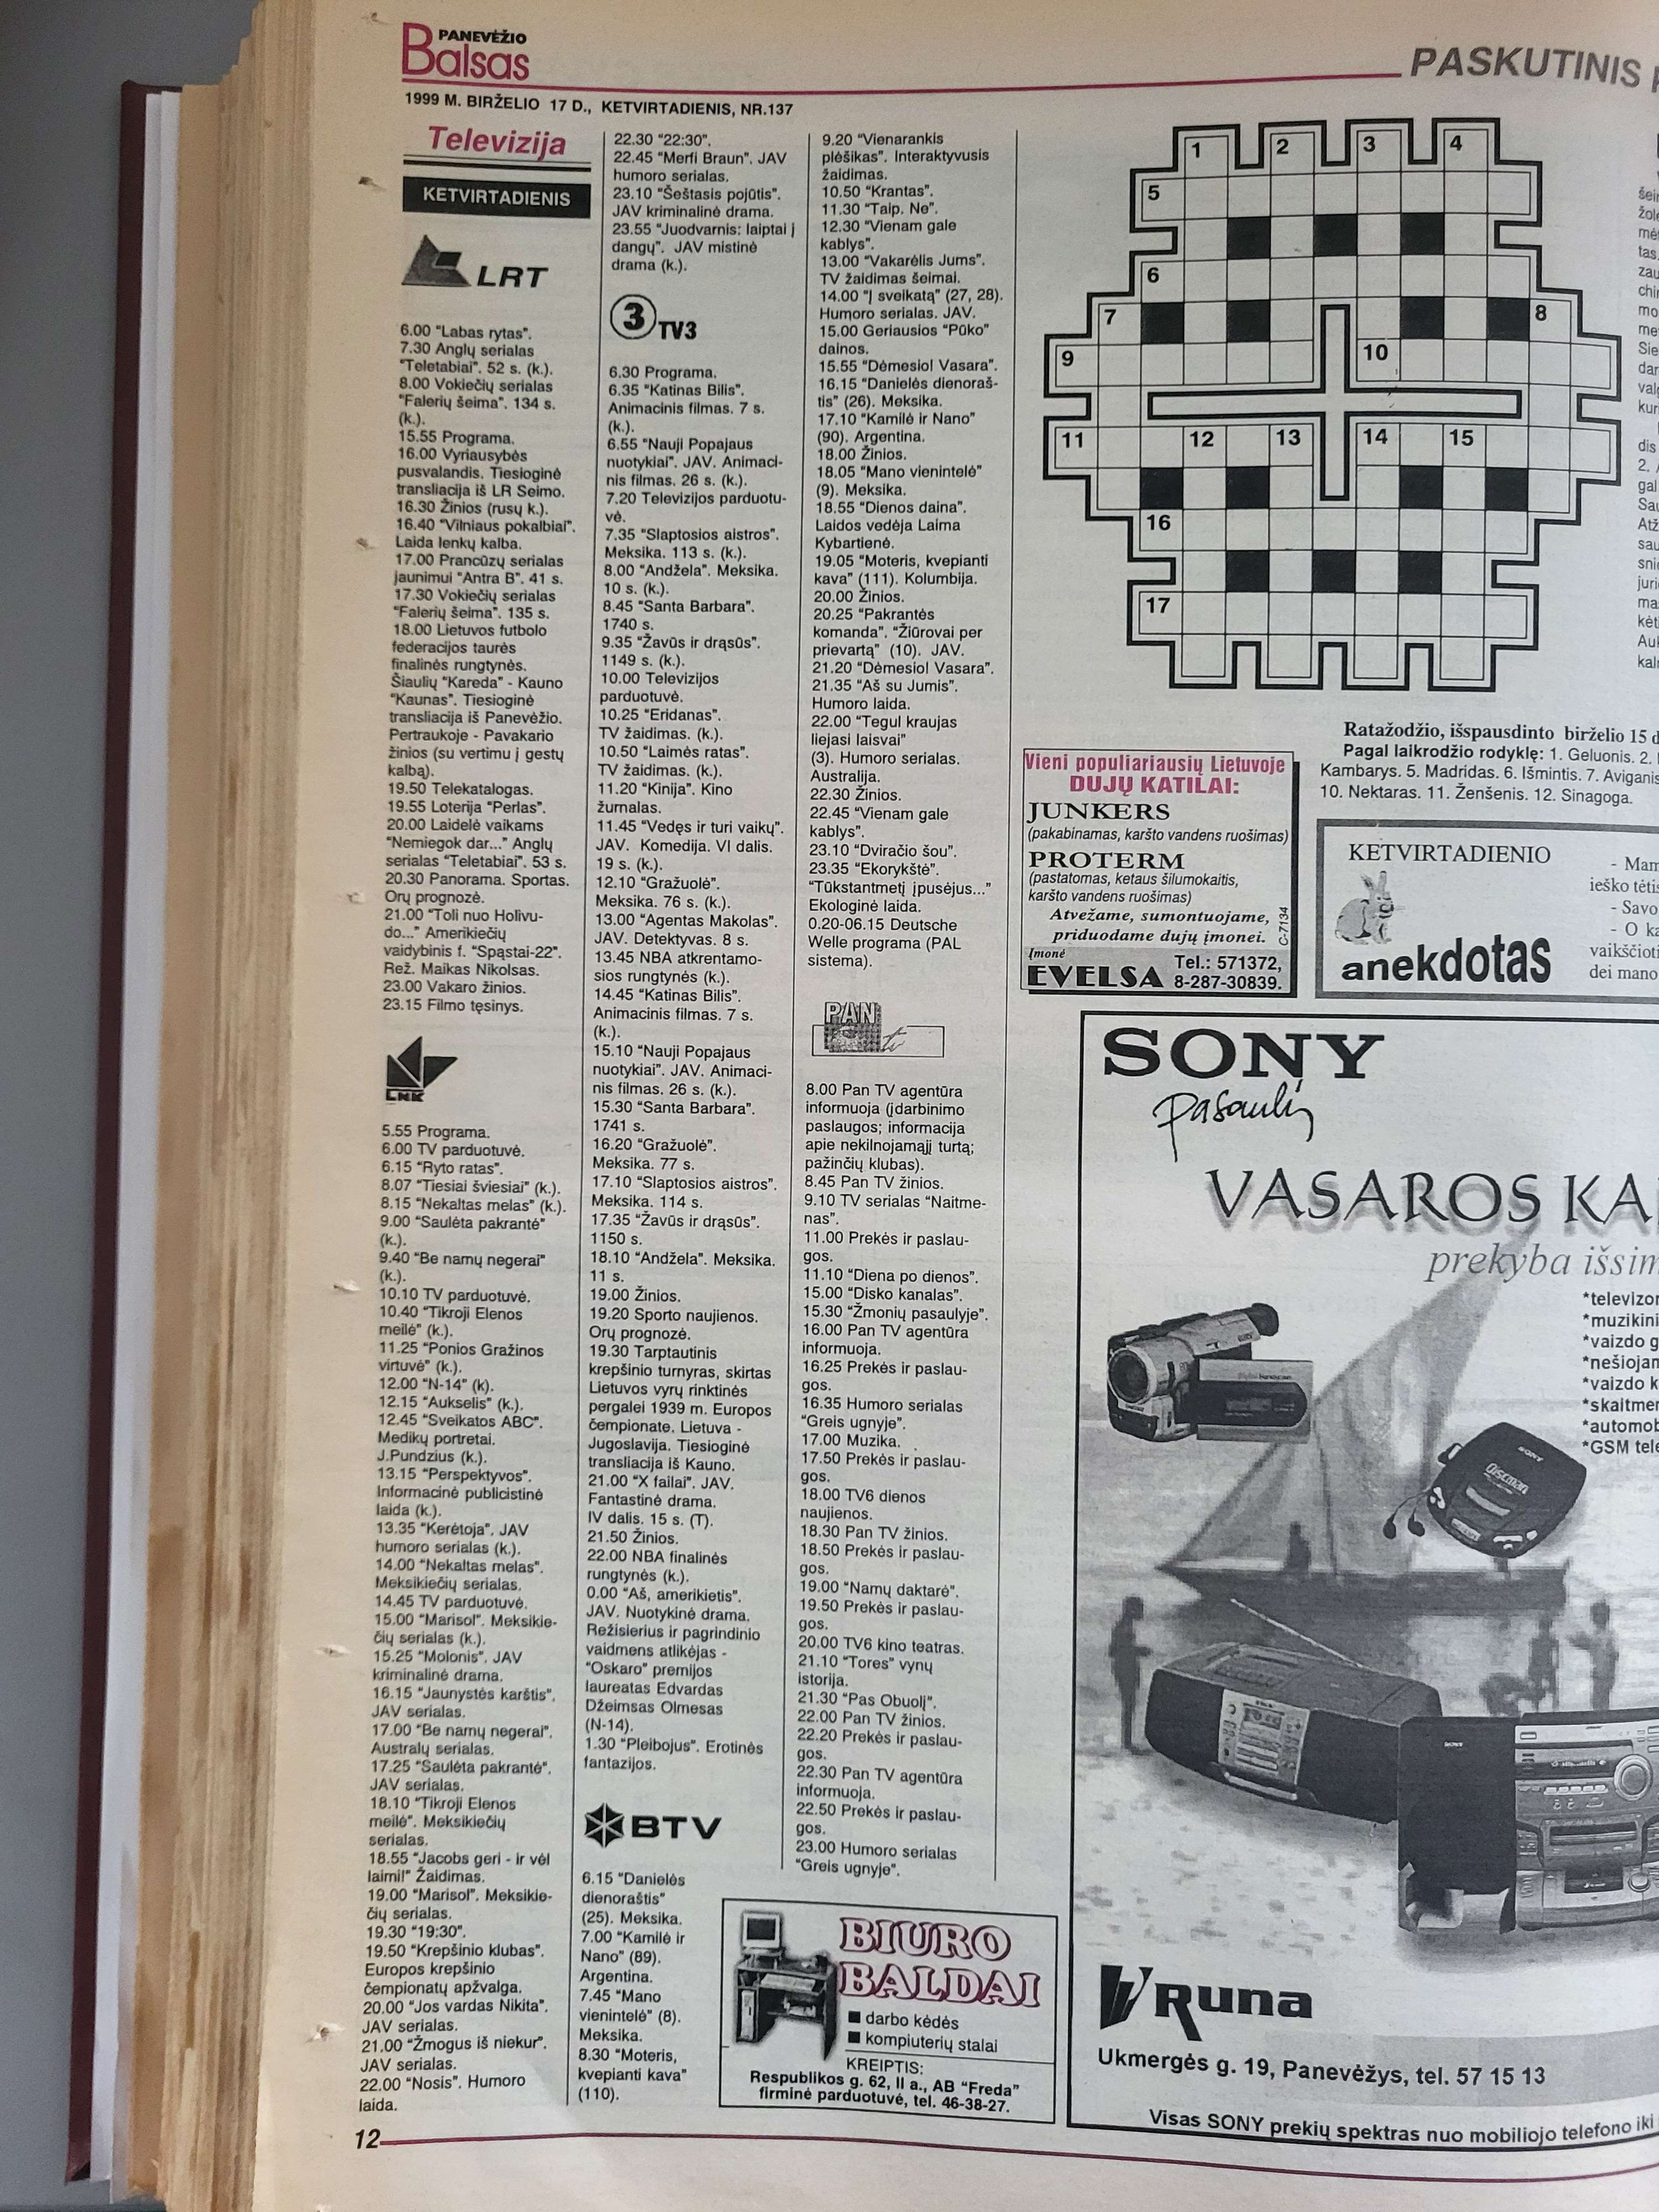 PANEVĖŽIO
Balsas
PASKUTINIS
1999 M. BIRŽELIO 17 D., KETVIRTADIENIS, NR.137
Televizija
KETVIRTADIENIS
LRT
6.00 "Labas rytas".
7.30 Anglų serialas
"Teletabiai". 52 s. (k.).
8.00 Vokiečių serialas
"Falerių šeima". 134 s.
(k.).
15.55 Programa.
16.00 Vyriausybės
pusvalandis. Tiesioginė
transliacija iš LR Seimo.
16.30 Žinios (rusų k.).
16.40 "Vilniaus pokalbiai".
Laida lenkų kalba.
17.00 Prancūzų serialas
jaunimui "Antra B". 41 s.
17.30 Vokiečių serialas
"Falerių šeima". 135 s.
18.00 Lietuvos futbolo
federacijos taurės
finalinės rungtynės.
Šiaulių "Kareda" - Kauno
"Kaunas". Tiesioginė
transliacija iš Panevėžio.
Pertraukoje - Pavakario
žinios (su vertimu į gestų
kalbą).
19.50 Telekatalogas.
19.55 Loterija "Perlas".
20.00 Laidelė vaikams
"Nemiegok dar..." Anglų
serialas "Teletabiai". 53 s.
20.30 Panorama. Sportas.
Orų prognozė.
21.00 "Toli nuo Holivu-
do..." Amerikiečių
vaidybinis f. "Spąstai-22".
Rež. Maikas Nikolsas.
23.00 Vakaro žinios.
23.15 Filmo tęsinys.
LNK
5.55 Programa.
6.00 TV parduotuvė.
6.15 "Ryto ratas".
8.07 "Tiesiai šviesiai" (k.).
8.15 "Nekaltas melas" (k.).
9.00 "Saulėta pakrantė"
(k.).
9.40 "Be namų negerai"
(k.).
10.10 TV parduotuvė.
10.40 "Tikroji Elenos
meilė" (k.).
11.25 "Ponios Gražinos
virtuvė" (k.).
12.00 "N-14" (k).
12.15 "Aukselis" (k.).
12.45 "Sveikatos ABC".
Medikų portretai.
J.Pundzius (k.).
13.15 "Perspektyvos".
Informacinė publicistinė
laida (k.).
13.35 "Kerėtoja". JAV
humoro serialas (k.).
14.00 "Nekaltas melas".
Meksikiečių serialas.
14.45 TV parduotuvė.
15.00 "Marisol". Meksikie-
čių serialas (k.).
15.25 "Molonis". JAV
kriminalinė drama.
16.15 "Jaunystės karštis".
JAV serialas.
17.00 "Be namų negerai".
Australų serialas.
17.25 "Saulėta pakrantė".
JAV serialas.
18.10 "Tikroji Elenos
meilė". Meksikiečių
serialas.
18.55 "Jacobs geri - ir vėl
laimi!" Žaidimas.
19.00 "Marisol". Meksikie-
čių serialas.
19.30 "19:30".
19.50 "Krepšinio klubas".
Europos krepšinio
čempionatų apžvalga.
20.00 "Jos vardas Nikita".
JAV serialas.
21.00 "Žmogus iš niekur".
JAV serialas.
22.00 "Nosis". Humoro
laida.
22.30 "22:30".
22.45 "Merfi Braun". JAV
humoro serialas.
23.10 "Šeštasis pojūtis".
JAV kriminalinė drama.
23.55 "Juodvarnis: laiptai į
dangų". JAV mistinė
drama (k.).
3 TV3
6.30 Programa.
6.35 "Katinas Bilis".
Animacinis filmas. 7 s.
(k.).
6.55 "Nauji Popajaus
nuotykiai". JAV. Animaci-
nis filmas. 26 s. (k.).
7.20 Televizijos parduotu-
vė.
7.35 "Slaptosios aistros".
Meksika. 113 s. (k.).
8.00 "Andžela". Meksika.
10 s. (k.).
8.45 "Santa Barbara".
1740 s.
9.35 "Žavūs ir drąsūs".
1149 s. (k.).
10.00 Televizijos
parduotuvė.
10.25 "Eridanas".
TV žaidimas. (k.).
10.50 "Laimės ratas".
TV žaidimas. (k.).
11.20 "Kinija". Kino
žurnalas.
11.45 "Vedęs ir turi vaikų".
JAV. Komedija. VI dalis.
19 s. (k.).
12.10 "Gražuolė".
Meksika. 76 s. (k.).
13.00 "Agentas Makolas".
JAV. Detektyvas. 8 s.
13.45 NBA atkrentamo-
sios rungtynės (k.).
14.45 "Katinas Bilis".
Animacinis filmas. 7 s.
(k.).
15.10 "Nauji Popajaus
nuotykiai". JAV. Animaci-
nis filmas. 26 s. (k.).
15.30 "Santa Barbara".
1741 s.
16.20 "Gražuolė".
Meksika. 77 s.
17.10 "Slaptosios aistros".
Meksika. 114 s.
17.35 "Žavūs ir drąsūs".
1150 s.
18.10 "Andžela". Meksika.
11 s.
19.00 Žinios.
19.20 Sporto naujienos.
Orų prognozė.
19.30 Tarptautinis
krepšinio turnyras, skirtas
Lietuvos vyrų rinktinės
pergalei 1939 m. Europos
čempionate. Lietuva -
Jugoslavija. Tiesioginė
transliacija iš Kauno.
21.00 "X failai". JAV.
Fantastinė drama.
IV dalis. 15 s. (T).
21.50 Žinios.
22.00 NBA finalinės
rungtynės (k.).
0.00 "Aš, amerikietis".
JAV. Nuotykinė drama.
Režisierius ir pagrindinio
vaidmens atlikėjas -
"Oskaro" premijos
laureatas Edvardas
Džeimsas Olmesas
(N-14).
1.30 "Pleibojus". Erotinės
fantazijos.
BTV
6.15 "Danielės
dienoraštis"
(25). Meksika.
7.00 "Kamilė ir
Nano" (89).
Argentina.
7.45 "Mano
vienintelė" (8).
Meksika.
8.30 "Moteris,
kvepianti kava"
(110).
9.20 "Vienarankis
plėšikas". Interaktyvusis
žaidimas.
10.50 "Krantas".
11.30 "Taip. Ne".
12.30 "Vienam gale
kablys".
13.00 "Vakarėlis Jums".
TV žaidimas šeimai.
14.00 "Į sveikatą" (27, 28).
Humoro serialas. JAV.
15.00 Geriausios "Pūko"
dainos.
15.55 "Dėmesio! Vasara".
16.15 "Danielės dienoraš-
tis" (26). Meksika.
17.10 "Kamilė ir Nano"
(90). Argentina.
18.00 Žinios.
18.05 "Mano vienintelė"
(9). Meksika.
18.55 "Dienos daina".
Laidos vedėja Laima
Kybartienė.
19.05 "Moteris, kvepianti
kava" (111). Kolumbija.
20.00 Žinios.
20.25 "Pakrantės
komanda". "Žiūrovai per
prievartą" (10). JAV.
21.20 "Dėmesio! Vasara".
21.35 "Aš su Jumis".
Humoro laida.
22.00 "Tegul kraujas
liejasi laisvai"
(3). Humoro serialas.
Australija.
22.30 Žinios.
22.45 "Vienam gale
kablys".
23.10 "Dviračio šou".
23.35 "Ekorykštė".
"Tūkstantmetį įpusėjus..."
Ekologinė laida.
0.20-06.15 Deutsche
Welle programa (PAL
sistema).
PAN
tv
8.00 Pan TV agentūra
informuoja (įdarbinimo
paslaugos; informacija
apie nekilnojamąjį turtą;
pažinčių klubas).
8.45 Pan TV žinios.
9.10 TV serialas "Naitme-
nas".
11.00 Prekės ir paslau-
gos.
11.10 "Diena po dienos".
15.00 "Disko kanalas".
15.30 "Žmonių pasaulyje".
16.00 Pan TV agentūra
informuoja.
16.25 Prekės ir paslau-
gos.
16.35 Humoro serialas
"Greis ugnyje".
17.00 Muzika.
17.50 Prekės ir paslau-
gos.
18.00 TV6 dienos
naujienos.
18.30 Pan TV žinios.
18.50 Prekės ir paslau-
gos.
19.00 "Namų daktarė".
19.50 Prekės ir paslau-
gos.
20.00 TV6 kino teatras.
21.10 "Tores" vynų
istorija.
21.30 "Pas Obuolį".
22.00 Pan TV žinios.
22.20 Prekės ir paslau-
gos.
22.30 Pan TV agentūra
informuoja.
22.50 Prekės ir paslau-
gos.
23.00 Humoro serialas
"Greis ugnyje".
BIURO
BALDAI
darbo kėdės
kompiuterių stalai
KREIPTIS:
Respublikos g. 62, II a., AB "Freda"
firminė parduotuvė, tel. 46-38-27.
1 2 3 4
5
6
7 8
9 10
11 12 13 14 15
16
17
Ratažodžio, išspausdinto birželio 15 d
Pagal laikrodžio rodyklę: 1. Geluonis. 2.
Kambarys. 5. Madridas. 6. Išmintis. 7. Aviganis
10. Nektaras. 11. Ženšenis. 12. Sinagoga.
Vieni populiariausių Lietuvoje
DUJŲ KATILAI:
JUNKERS
(pakabinamas, karšto vandens ruošimas)
PROTERM
(pastatomas, ketaus šilumokaitis,
karšto vandens ruošimas)
Atvežame, sumontuojame,
priduodame dujų įmonei.
C-7134
Įmonė
EVELSA
Tel.: 571372,
8-287-30839.
KETVIRTADIENIO
anekdotas
- Mam
ieško tėtis
- Savo
- O ka
vaikščioti
dei mano
SONY
pasaulis
VASAROS KA
prekyba išsim
*televizor
*muzikini
*vaizdo g
*nešiojam
*vaizdo k
*skaitmen
*automob
*GSM tele
SONY
Discman
SONY
Runa
Ukmergės g. 19, Panevėžys, tel. 57 15 13
Visas SONY prekių spektras nuo mobiliojo telefono iki
12